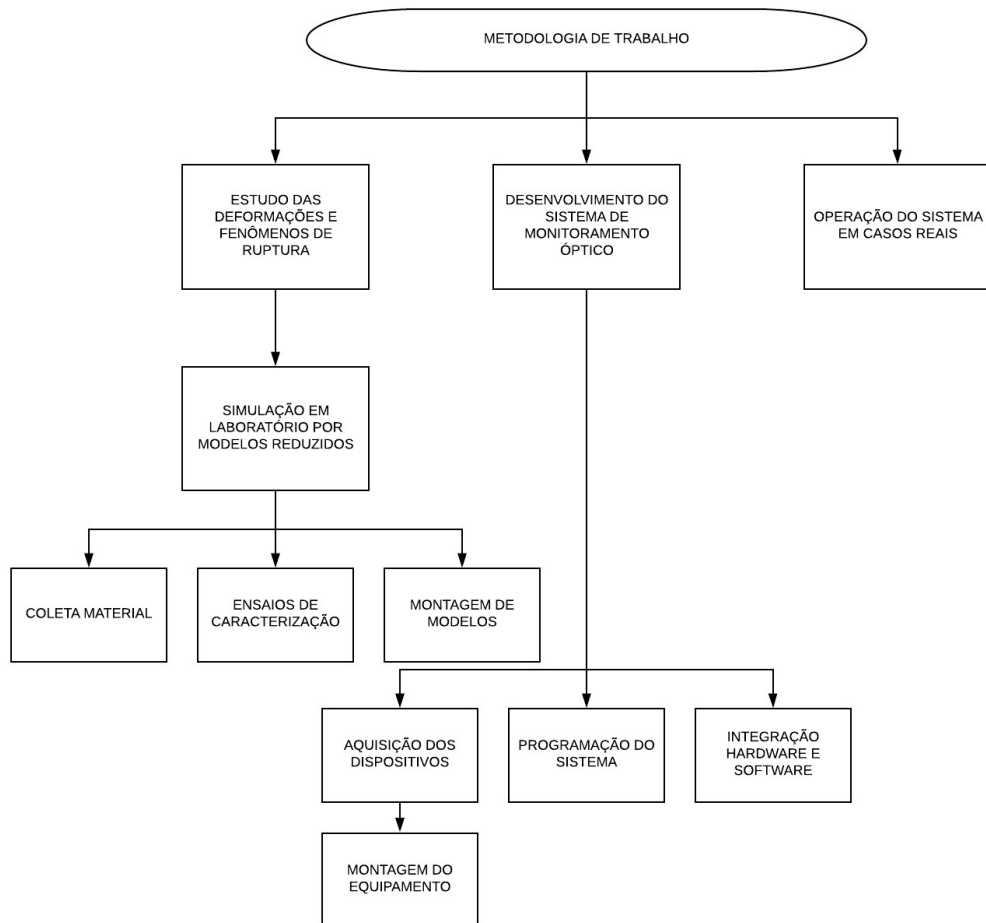 METODOLOGIA DE TRABALHO
ESTUDO DAS
DEFORMAÇÕES E
FENÔMENOS DE
RUPTURA
DESENVOLVIMENTO DO
SISTEMA DE
MONITORAMENTO
ÓPTICO
OPERAÇÃO DO SISTEMA
EM CASOS REAIS
SIMULAÇÃO EM
LABORATÓRIO POR
MODELOS REDUZIDOS
COLETA MATERIAL
ENSAIOS DE
CARACTERIZAÇÃO
MONTAGEM DE
MODELOS
AQUISIÇÃO DOS
DISPOSITIVOS
PROGRAMAÇÃO DO
SISTEMA
INTEGRAÇÃO
HARDWARE E
SOFTWARE
MONTAGEM DO
EQUIPAMENTO